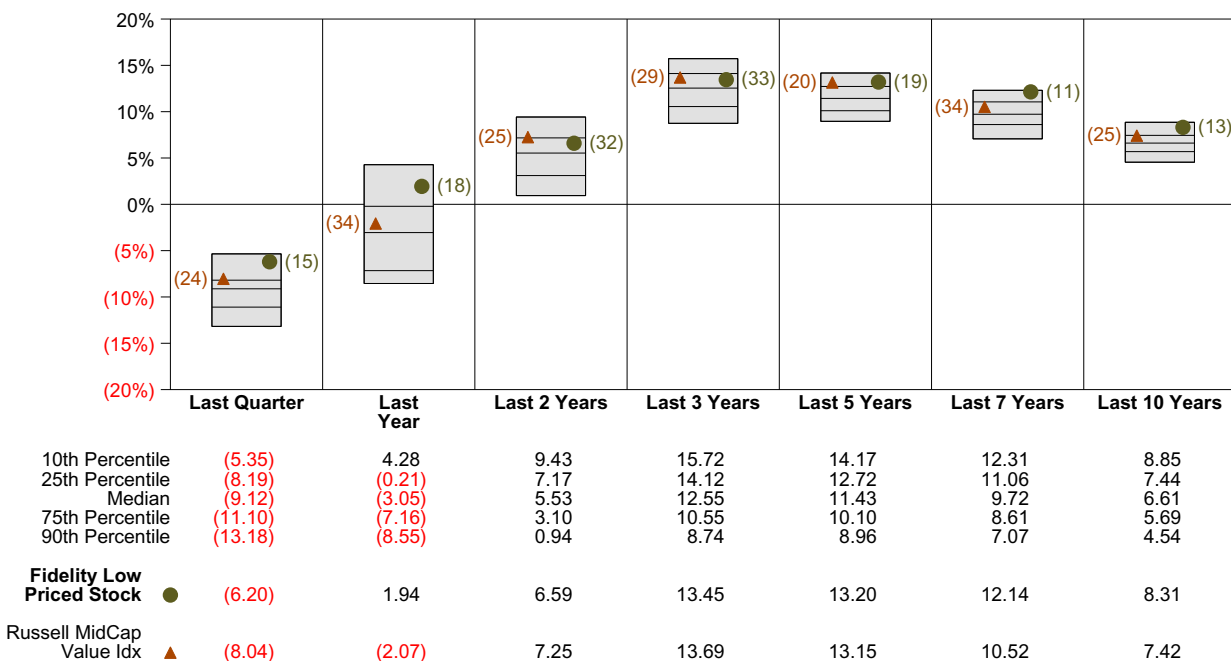 20%
15%
10%
5%
0%
(5%)
(10%)
(15%)
(20%)
(24) (15)
(34) (18)
(25) (32)
(29) (33)
(20) (19)
(34) (11)
(25) (13)
Last Quarter Last Year Last 2 Years Last 3 Years Last 5 Years Last 7 Years Last 10 Years
10th Percentile (5.35) 4.28 9.43 15.72 14.17 12.31 8.85
25th Percentile (8.19) (0.21) 7.17 14.12 12.72 11.06 7.44
Median (9.12) (3.05) 5.53 12.55 11.43 9.72 6.61
75th Percentile (11.10) (7.16) 3.10 10.55 10.10 8.61 5.69
90th Percentile (13.18) (8.55) 0.94 8.74 8.96 7.07 4.54
Fidelity Low
Priced Stock (6.20) 1.94 6.59 13.45 13.20 12.14 8.31
Russell MidCap
Value Idx (8.04) (2.07) 7.25 13.69 13.15 10.52 7.42